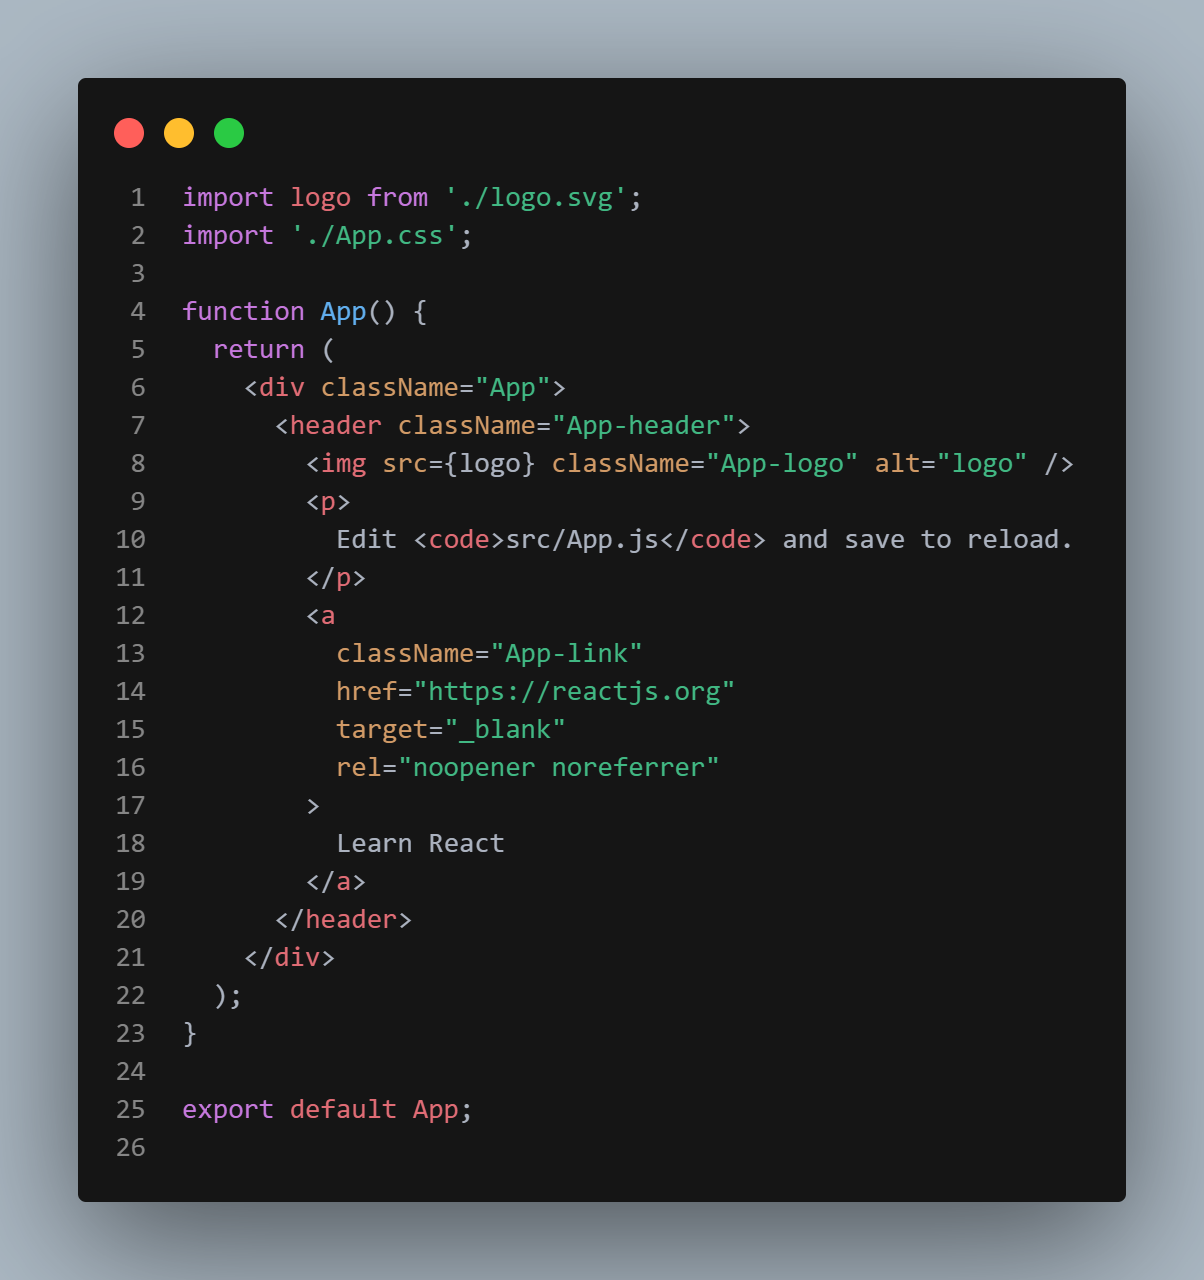 1 import logo from './logo.svg';
2 import './App.css';
3
4 function App() {
5   return (
6     <div className="App">
7       <header className="App-header">
8         <img src={logo} className="App-logo" alt="logo" />
9         <p>
10           Edit <code>src/App.js</code> and save to reload.
11         </p>
12         <a
13           className="App-link"
14           href="https://reactjs.org"
15           target="_blank"
16           rel="noopener noreferrer"
17         >
18           Learn React
19         </a>
20       </header>
21     </div>
22   );
23 }
24
25 export default App;
26